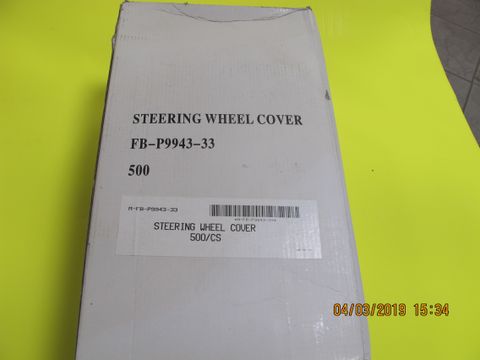 STEERING WHEEL COVER
FB-P9943-33
500
M-FB-P9943-33
STEERING WHEEL COVER
500/CS
04/03/2019 15:34